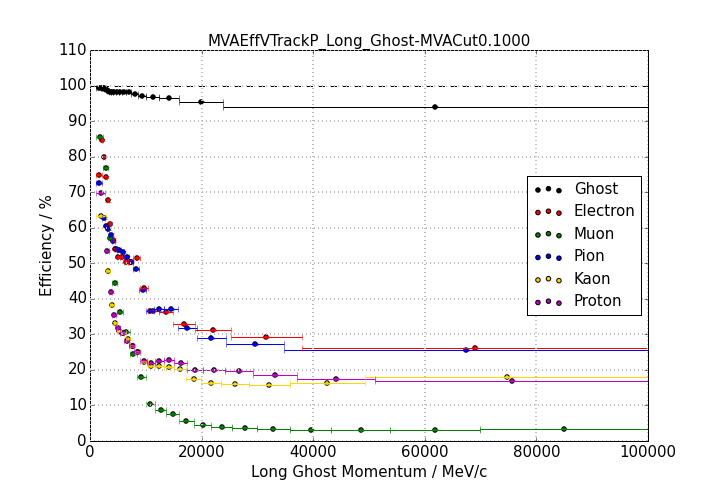 MVAEffVTrackP_Long_Ghost-MVACut0.1000
110
100
90
80
70
60
50
40
30
20
10
0
Efficiency / %
Ghost
Electron
Muon
Pion
Kaon
Proton
0 20000 40000 60000 80000 100000
Long Ghost Momentum / MeV/c